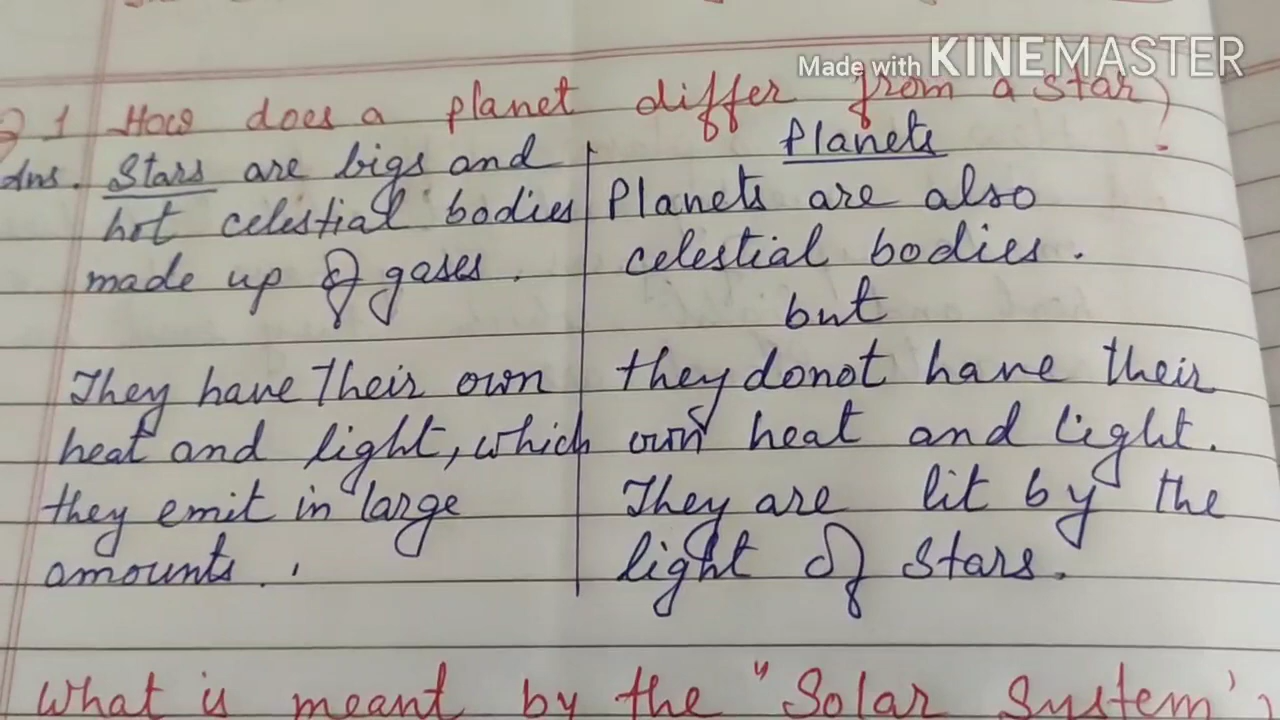 Made with KINEMASTER
Q 1 How does a planet differ from a star?
Ans. Stars are bigs and
hot celestial bodies
made up of gases.
They have Their own
heat and light, which
they emit in large
amounts.
Planets
Planets are also
celestial bodies.
but
they donot have their
own heat and light.
They are lit by the
light of stars.
What is meant by the "Solar System"?